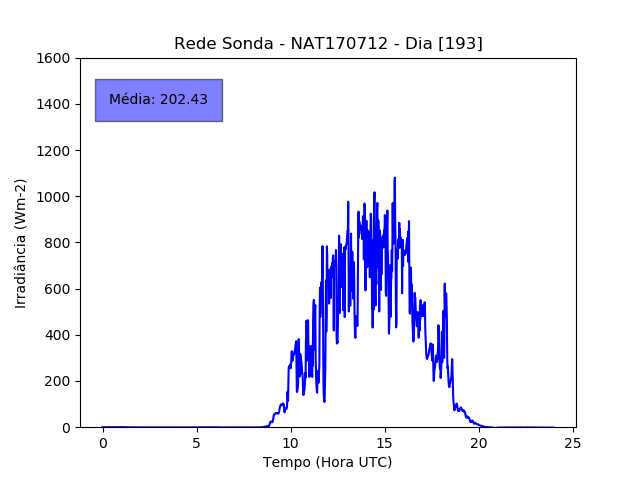 Rede Sonda - NAT170712 - Dia [193]
1600
1400
1200
1000
800
600
400
200
0
Irradiância (Wm-2)
Média: 202.43
0 5 10 15 20 25
Tempo (Hora UTC)